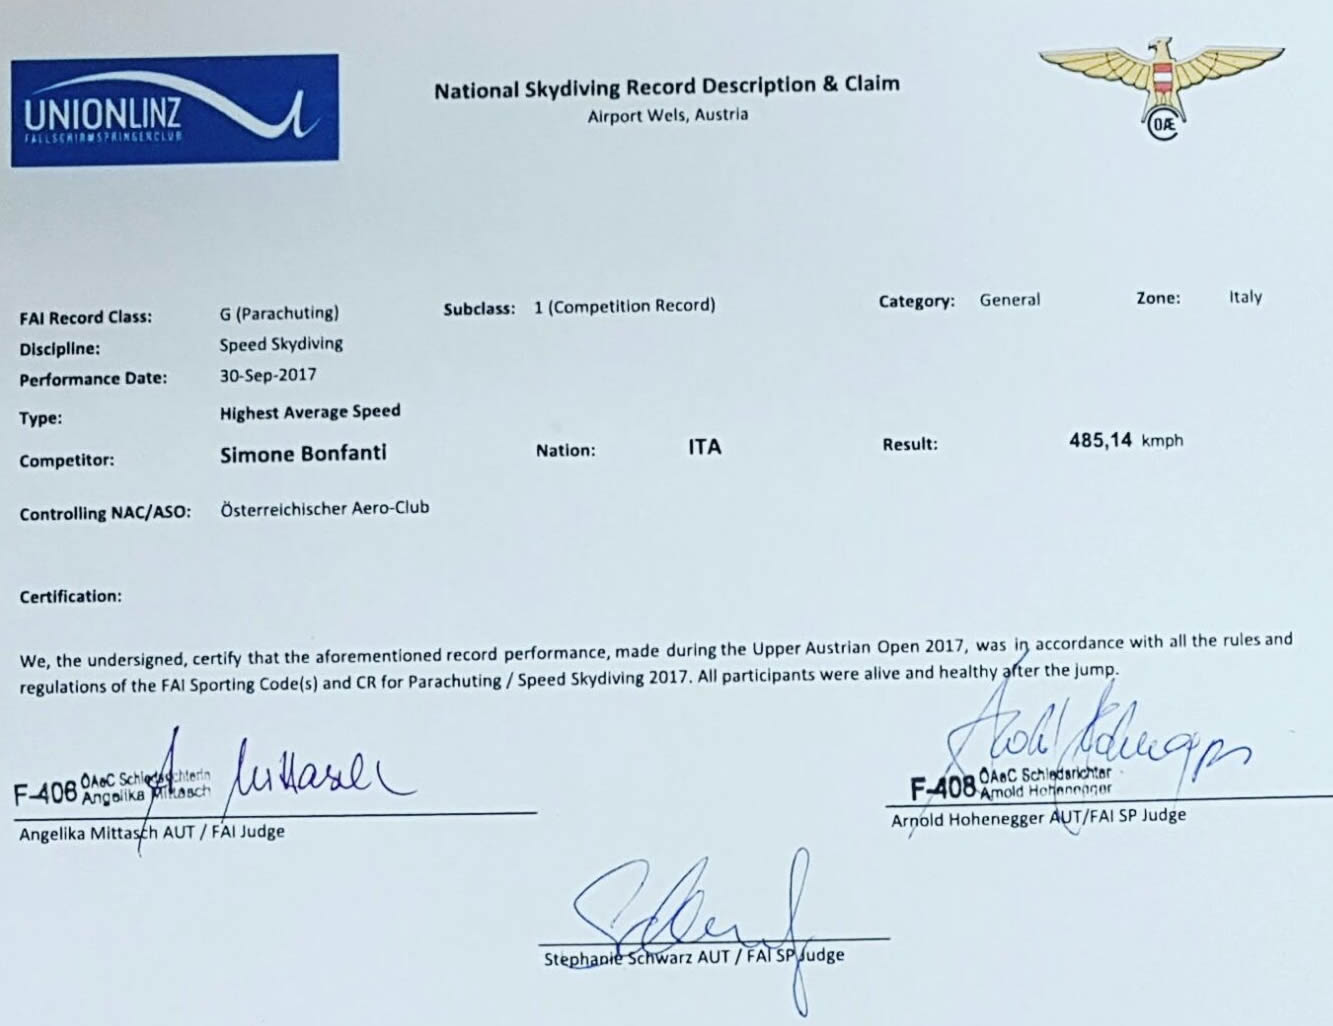 UNIONLINZ
FALLSCHIRMSPRINGERCLUB
National Skydiving Record Description & Claim
Airport Wels, Austria
ÖÆ
FAI Record Class: G (Parachuting) Subclass: 1 (Competition Record) Category: General Zone: Italy
Discipline: Speed Skydiving
Performance Date: 30-Sep-2017
Type: Highest Average Speed
Competitor: Simone Bonfanti Nation: ITA Result: 485,14 kmph
Controlling NAC/ASO: Österreichischer Aero-Club
Certification:
We, the undersigned, certify that the aforementioned record performance, made during the Upper Austrian Open 2017, was in accordance with all the rules and
regulations of the FAI Sporting Code(s) and CR for Parachuting / Speed Skydiving 2017. All participants were alive and healthy after the jump.
F-408 ÖAeC Schiedsrichterin
Angelika Mittasch
Angelika Mittasch AUT / FAI Judge
F-408 ÖAeC Schiedsrichter
Arnold Hohenegger
Arnold Hohenegger AUT/FAI SP Judge
Stephanie Schwarz AUT / FAI SP Judge